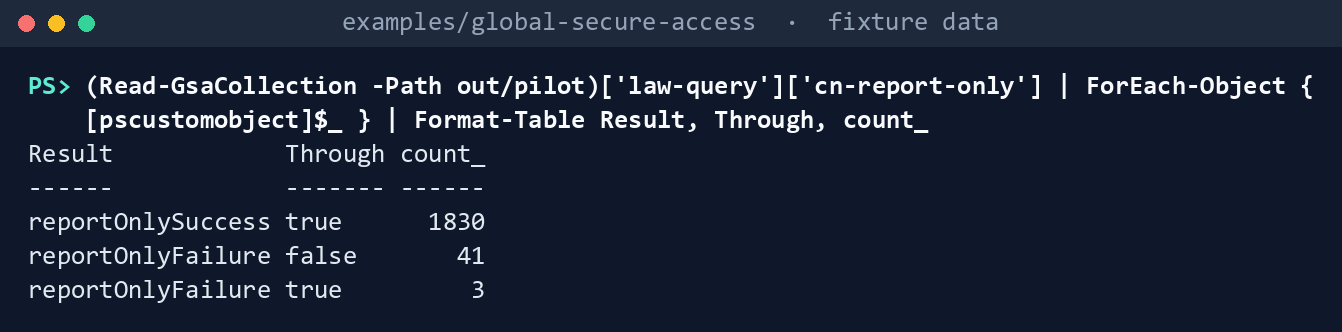 examples/global-secure-access · fixture data
PS> (Read-GsaCollection -Path out/pilot)['law-query']['cn-report-only'] | ForEach-Object {
[pscustomobject]$_ } | Format-Table Result, Through, count_
Result Through count_
------ ------- ------
reportOnlySuccess true 1830
reportOnlyFailure false 41
reportOnlyFailure true 3